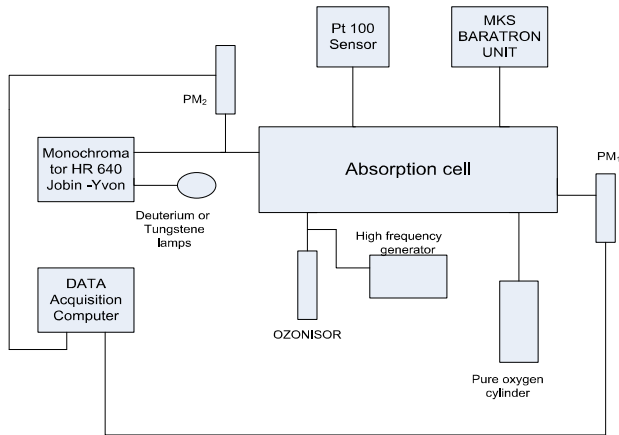 Pt 100
Sensor
MKS
BARATRON
UNIT
PM₂
Monochroma
tor HR 640
Jobin -Yvon
Absorption cell
PM₁
Deuterium or
Tungstene
lamps
High frequency
generator
DATA
Acquisition
Computer
OZONISOR
Pure oxygen
cylinder